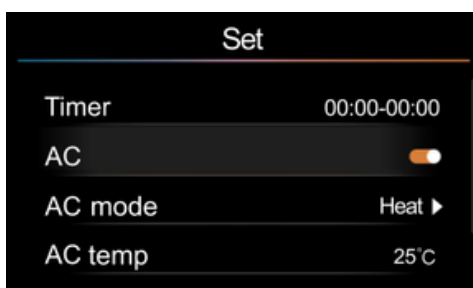 Set
Timer 00:00-00:00
AC
AC mode Heat
AC temp 25°C